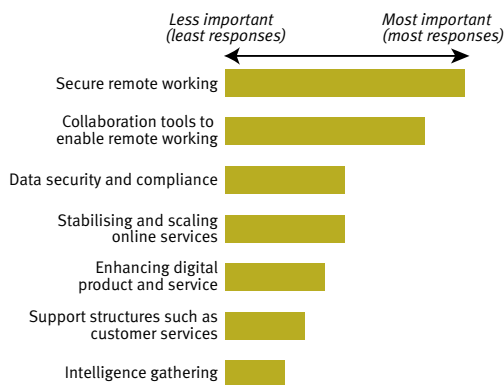 Less important
(least responses)
Most important
(most responses)
Secure remote working
Collaboration tools to
enable remote working
Data security and compliance
Stabilising and scaling
online services
Enhancing digital
product and service
Support structures such as
customer services
Intelligence gathering